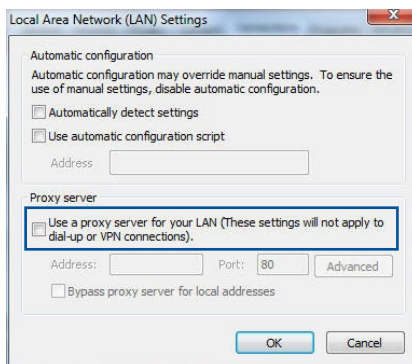 Local Area Network (LAN) Settings
Automatic configuration
Automatic configuration may override manual settings. To ensure the
use of manual settings, disable automatic configuration.
Automatically detect settings
Use automatic configuration script
Address
Proxy server
Use a proxy server for your LAN (These settings will not apply to
dial-up or VPN connections).
Address:
Port: 80
Advanced
Bypass proxy server for local addresses
OK
Cancel